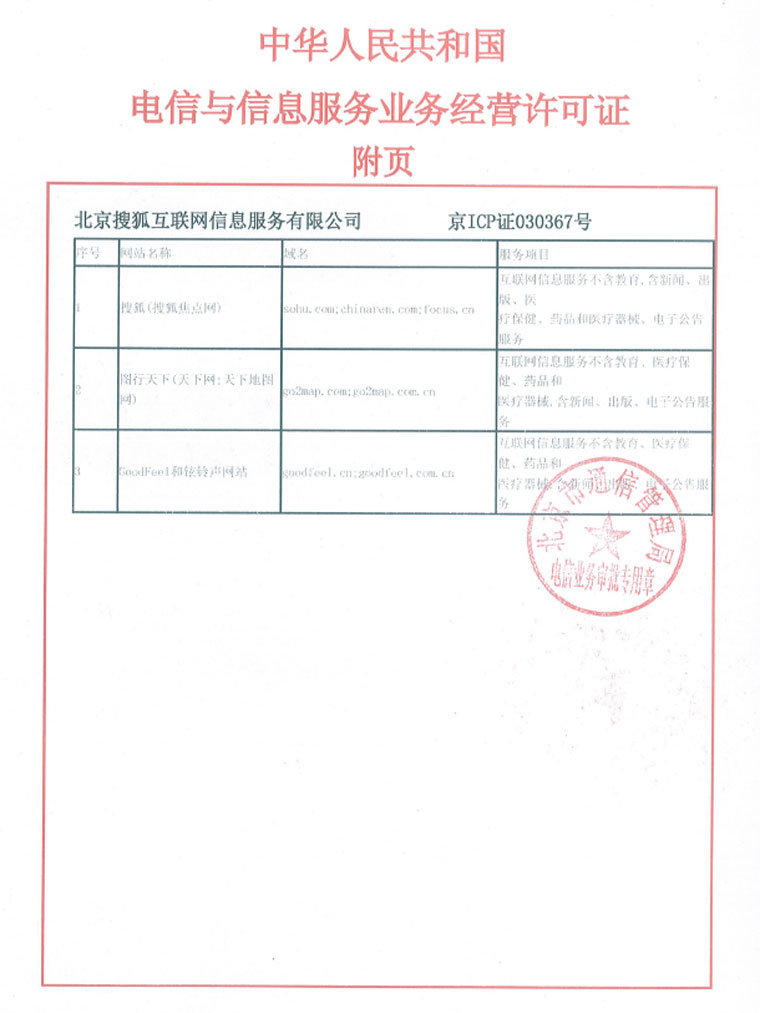 中华人民共和国
电信与信息服务业务经营许可证
附页
北京搜狐互联网信息服务有限公司 京ICP证030367号
序号 网站名称 域名 服务项目
1 搜狐(搜狐焦点网) sohu.com;chinaren.com;focus.cn
互联网信息服务不含教育,含新闻、出
版、医
疗保健、药品和医疗器械、电子公告
服务
2 图行天下(天下网;天下地图
网)
go2map.com;go2map.com.cn
互联网信息服务不含教育、医疗保
健、药品和
医疗器械,含新闻、出版、电子公告服
务
3 GoodFeel和弦铃声网站 goodfeel.cn;goodfeel.com.cn
互联网信息服务不含教育、医疗保
健、药品和
医疗器械,含新闻、出版、电子公告服
务
北京市通信管理局
电信业务审批专用章